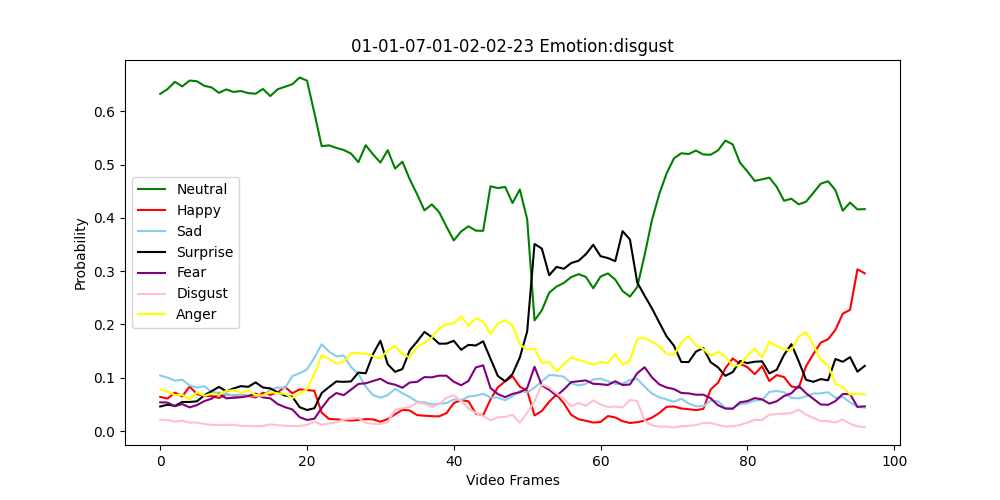 01-01-07-01-02-02-23 Emotion:disgust
Probability
0.6
0.5
0.4
0.3
0.2
0.1
0.0
Neutral
Happy
Sad
Surprise
Fear
Disgust
Anger
0 20 40 60 80 100
Video Frames